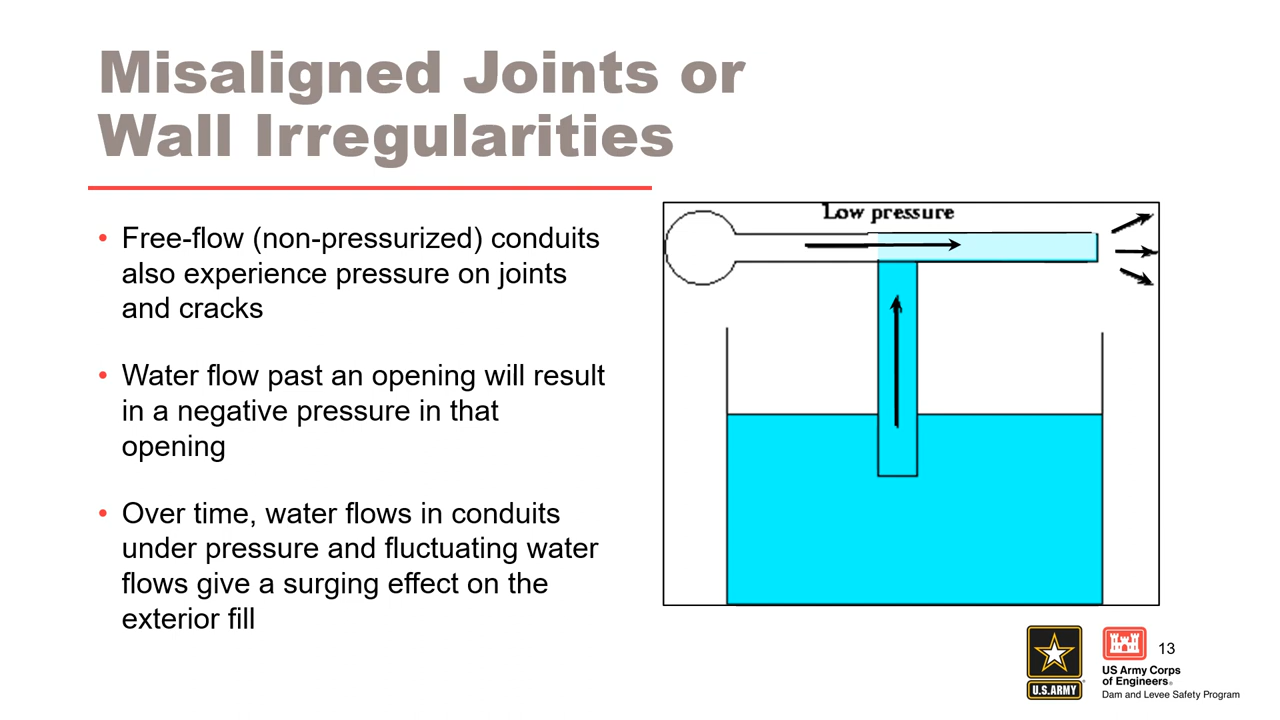 Misaligned Joints or
Wall Irregularities
• Free-flow (non-pressurized) conduits
also experience pressure on joints
and cracks
• Water flow past an opening will result
in a negative pressure in that
opening
• Over time, water flows in conduits
under pressure and fluctuating water
flows give a surging effect on the
exterior fill
Low pressure
U.S.ARMY
13
US Army Corps
of Engineers®
Dam and Levee Safety Program